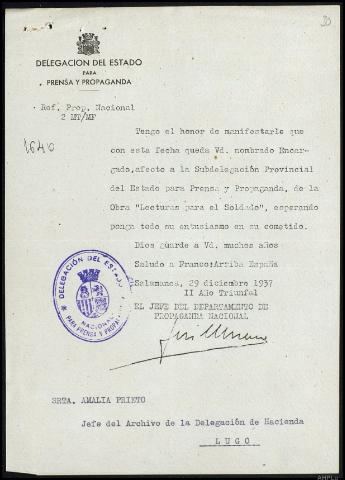 30
DELEGACION DEL ESTADO
PARA
PRENSA Y PROPAGANDA
Ref. Prop. Nacional
2 MT/MF
1640
Tengo el honor de manifestarle que
con esta fecha queda Vd. nombrado Encar-
gado,afecto a la Subdelegación Provincial
del Estado para Prensa y Propaganda, de la
Obra "Lecturas para el Soldado", esperando
ponga todo su entusiasmo en su cometido.
Dios guarde a Vd. muchos años
Saludo a Franco:Arriba España
Salamanca, 29 diciembre 1937
II Año Triunfal
EL JEFE DEL DEPARTAMENTO DE
PROPAGANDA NACIONAL
DELEGACIÓN DEL ESTADO
PARA PRENSA Y PROPAGANDA
NACIONAL
SRTA. AMALIA PRIETO
Jefe del Archivo de la Delegación de Hacienda
LUGO
AHPLu